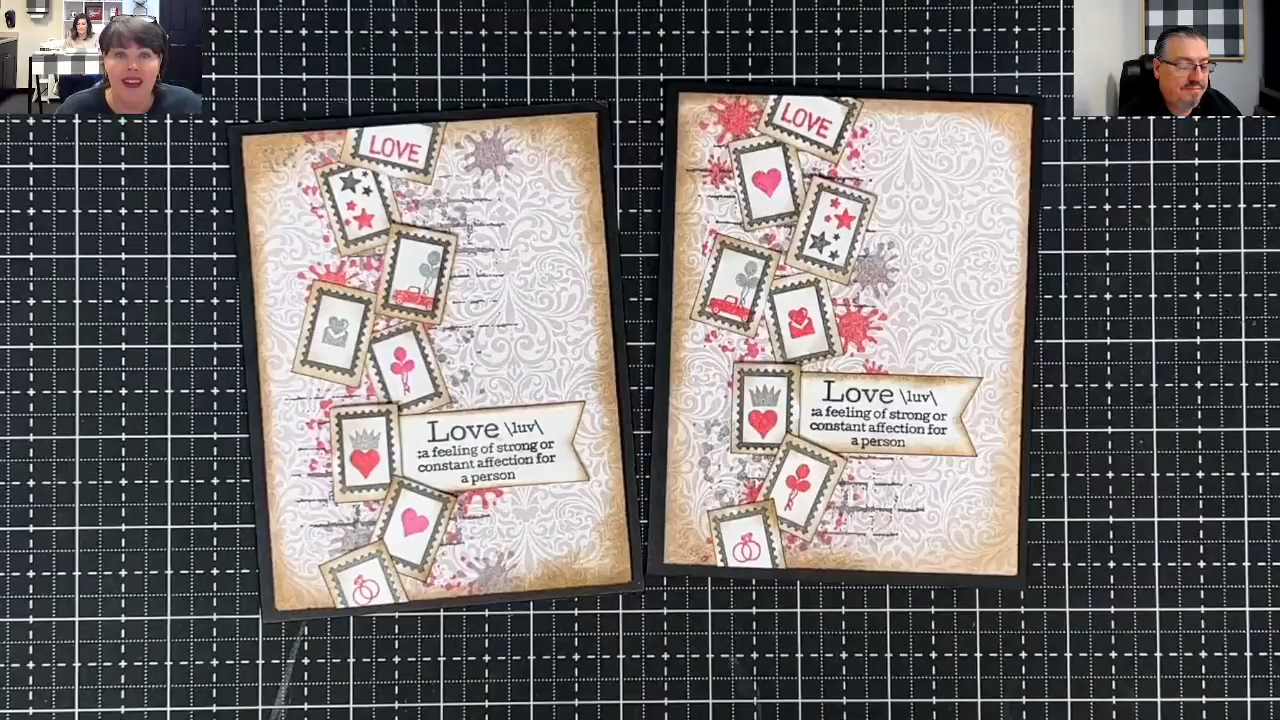 LOVE
Love \luv\
:a feeling of strong or
constant affection for
a person
LOVE
Love \luv\
:a feeling of strong or
constant affection for
a person